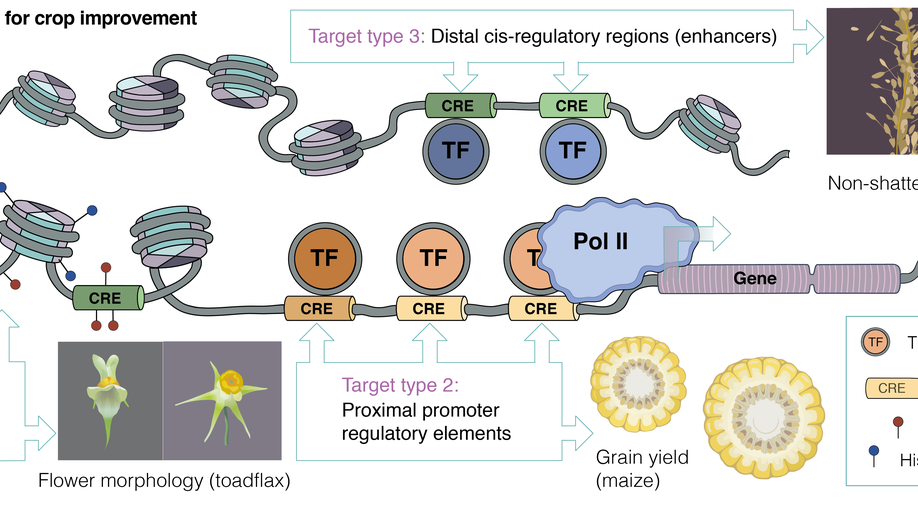 for crop improvement
Target type 3: Distal cis-regulatory regions (enhancers)
CRE
CRE
TF
TF
Non-shatte
TF
TF
T
Pol II
CRE
CRE
CRE
CRE
Gene
Target type 2:
Proximal promoter
regulatory elements
TF
T
CRE
His
Grain yield
(maize)
Flower morphology (toadflax)